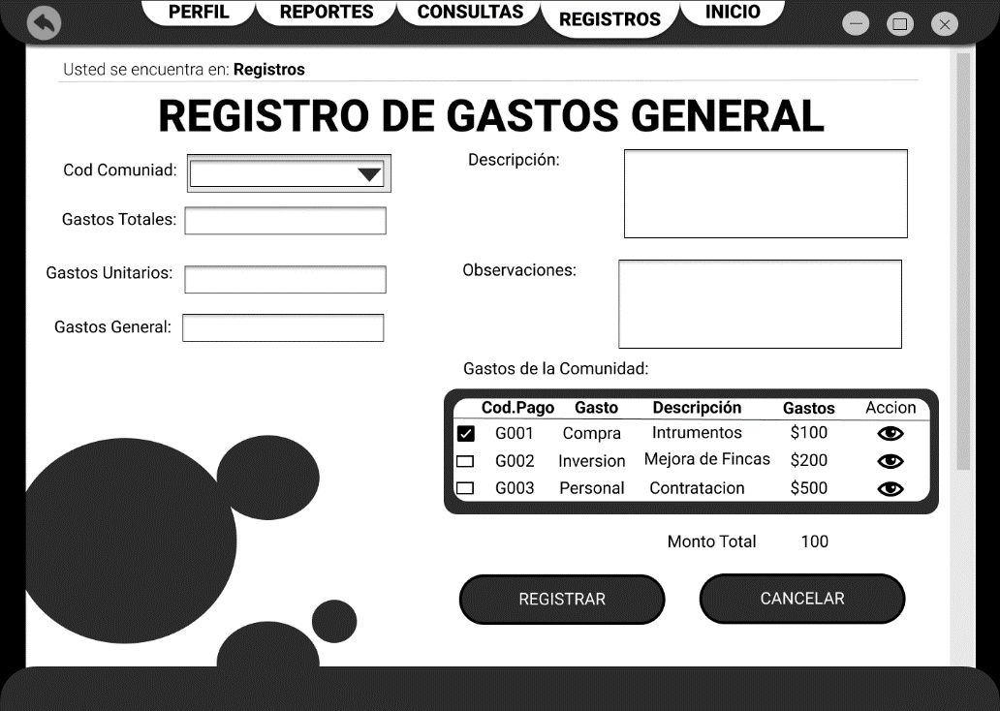 PERFIL REPORTES CONSULTAS REGISTROS INICIO
Usted se encuentra en: Registros
REGISTRO DE GASTOS GENERAL
Cod Comuniad:
Gastos Totales:
Gastos Unitarios:
Gastos General:
Descripción:
Observaciones:
Gastos de la Comunidad:
Cod.Pago Gasto Descripción Gastos Accion
G001 Compra Intrumentos $100
G002 Inversion Mejora de Fincas $200
G003 Personal Contratacion $500
Monto Total 100
REGISTRAR CANCELAR